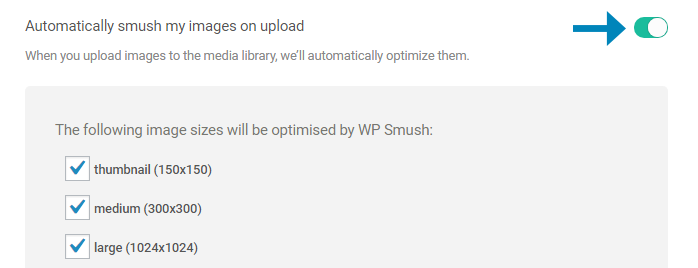 Automatically smush my images on upload
When you upload images to the media library, we'll automatically optimize them.
The following image sizes will be optimised by WP Smush:
thumbnail (150x150)
medium (300x300)
large (1024x1024)